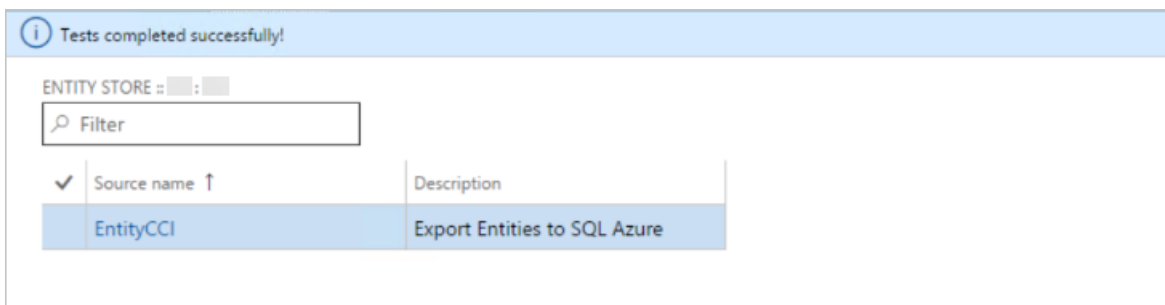 Tests completed successfully!
ENTITY STORE :: :
Filter
Source name ↑ Description
EntityCCI Export Entities to SQL Azure